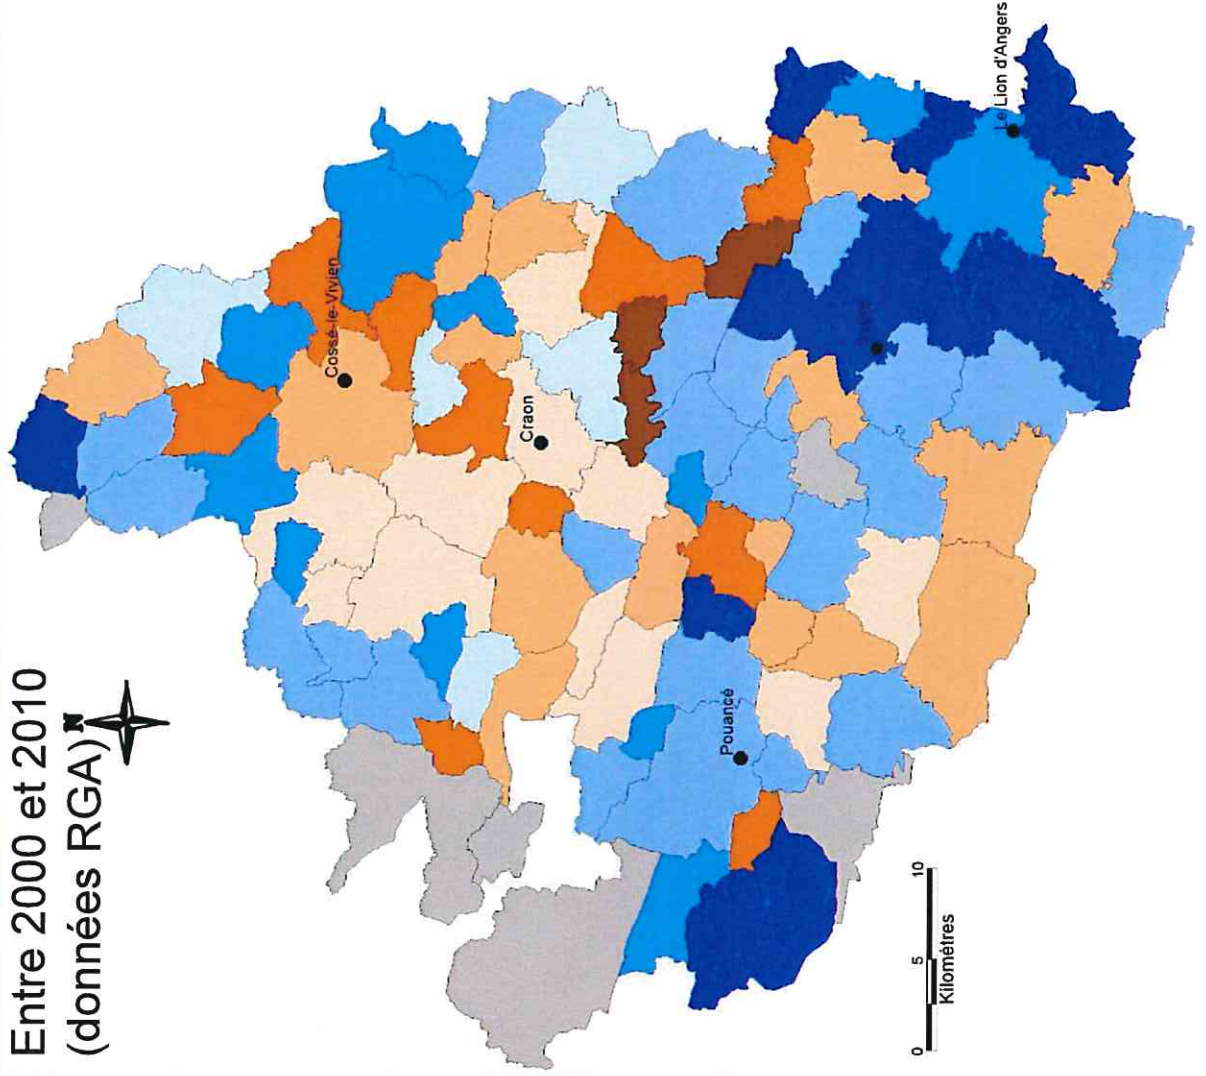 Entre 2000 et 2010
(données RGA)
N
Cossé-le-Vivien
Craon
Pouancé
Le Lion d'Angers
0 5 10
Kilomètres